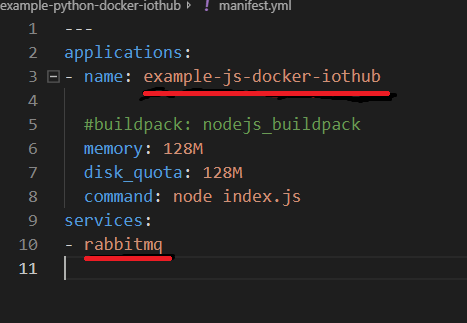 example-python-docker-iothub > ! manifest.yml
1 ---
2 applications:
3 - name: example-js-docker-iothub
4
5 #buildpack: nodejs_buildpack
6 memory: 128M
7 disk_quota: 128M
8 command: node index.js
9 services:
10 - rabbitmq
11